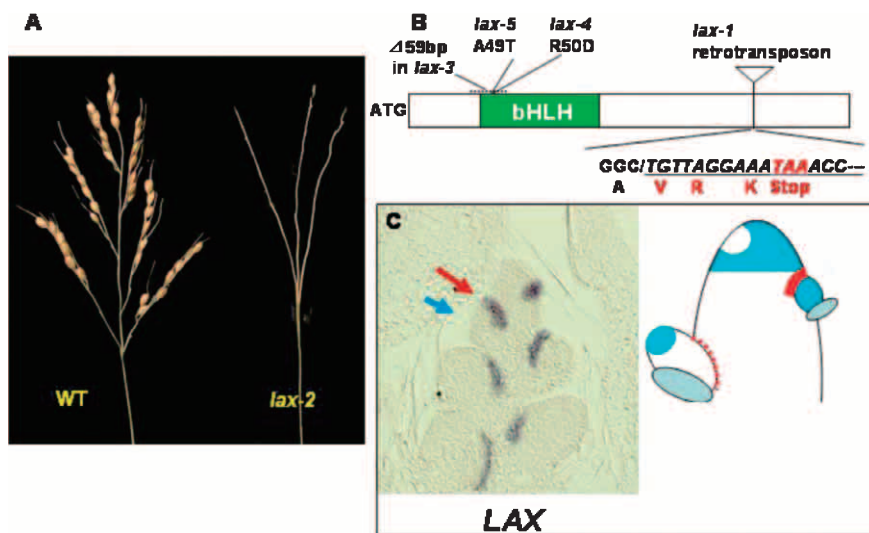 A
WT
lax-2
B
Δ59bp
in lax-3
lax-5
A49T
lax-4
R50D
lax-1
retrotransposon
ATG
bHLH
GGC/TGTTAGGAAATAAACC---
A V R K Stop
C
LAX